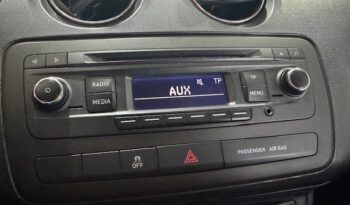 TP
AUX
RADIO
MEDIA
TP
MENU
OFF
PASSENGER AIR BAG